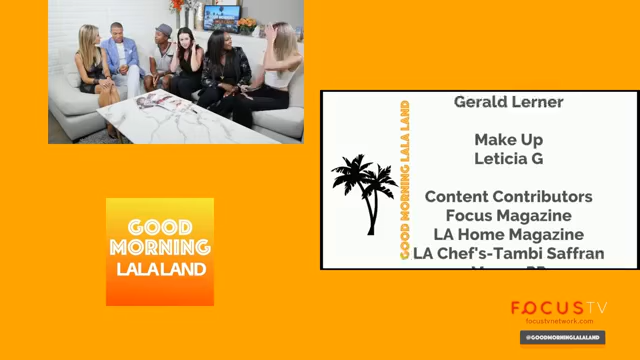 Gerald Lerner
Make Up
Leticia G
Content Contributors
Focus Magazine
LA Home Magazine
LA Chef's-Tambi Saffran
GOOD MORNING LALA LAND
GOOD
MORNING
LALALAND
FOCUSTV
focustvnetwork.com
@GOODMORNINGLALALAND